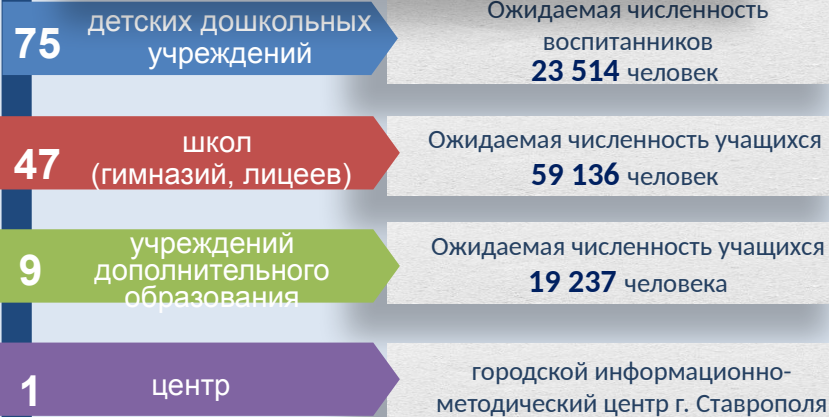 75
детских дошкольных
учреждений
Ожидаемая численность
воспитанников
23 514 человек
47
школ
(гимназий, лицеев)
Ожидаемая численность учащихся
59 136 человек
9
учреждений
дополнительного
образования
Ожидаемая численность учащихся
19 237 человека
1
центр
городской информационно-
методический центр г. Ставрополя